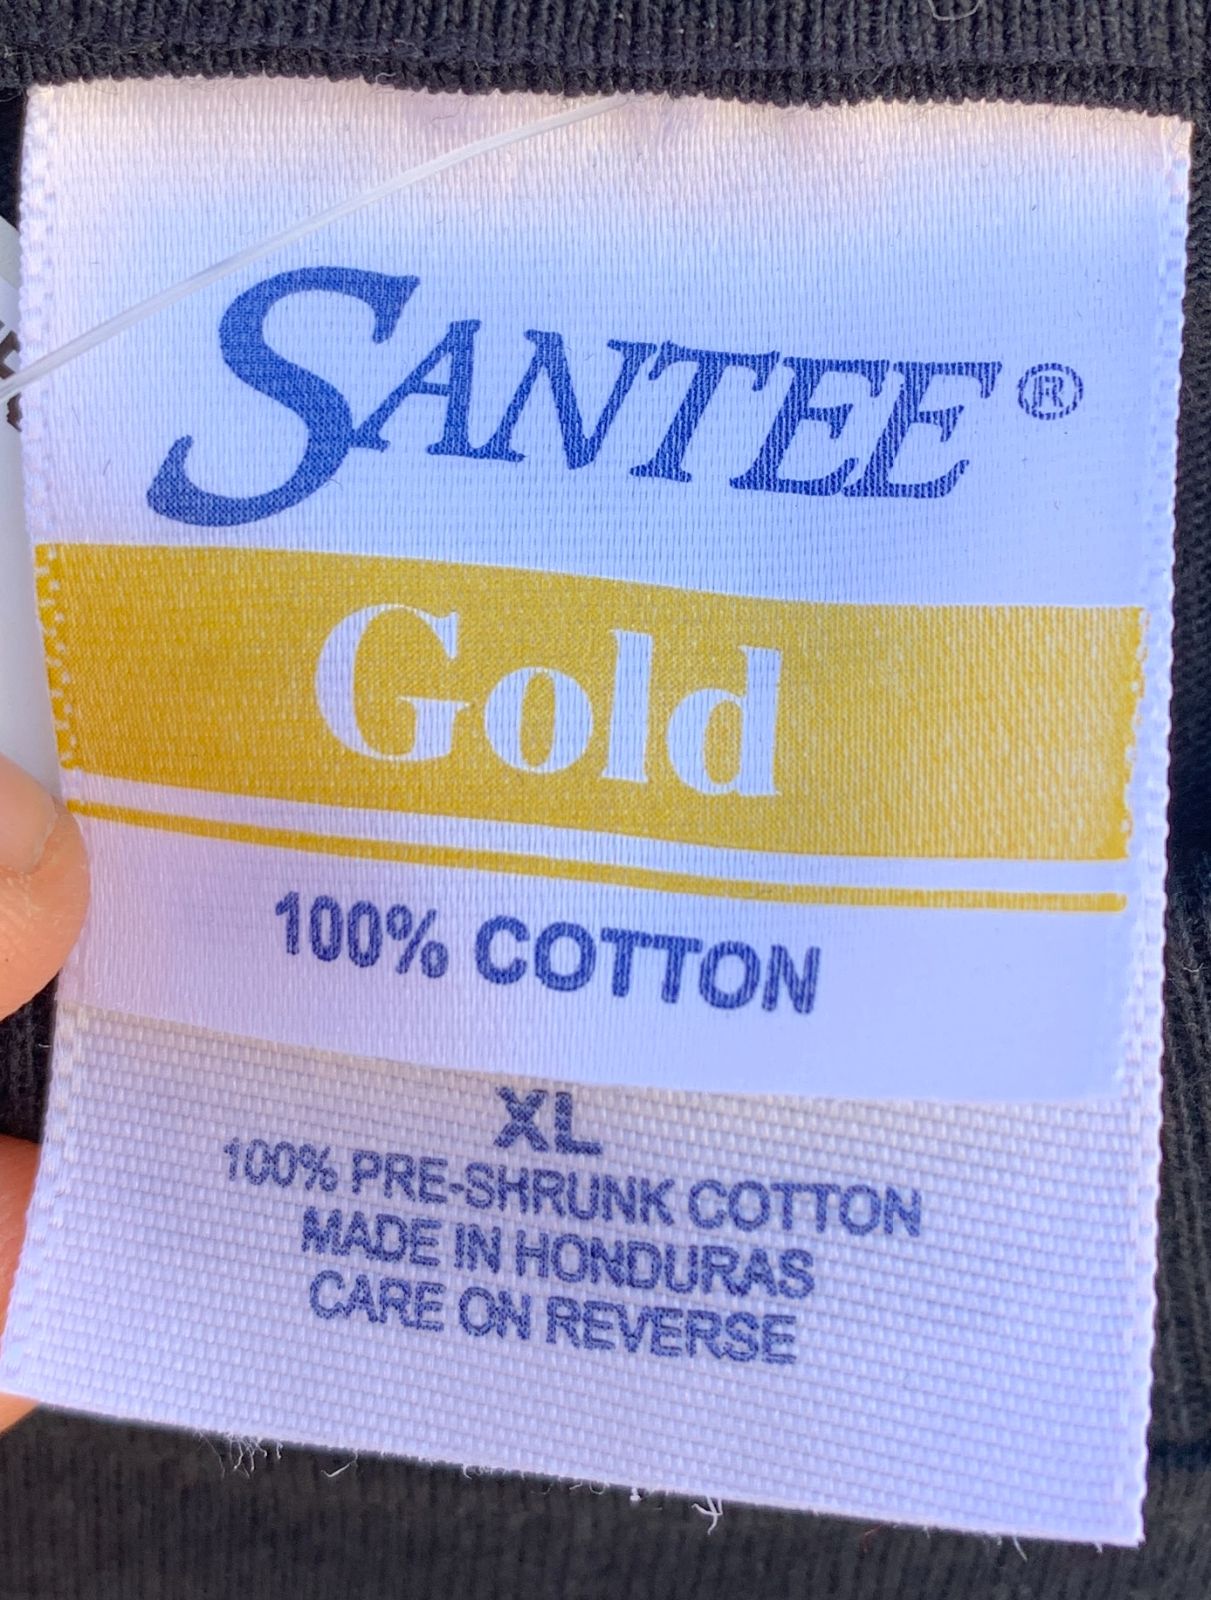 SANTEE®
Gold
100% COTTON
XL
100% PRE-SHRUNK COTTON
MADE IN HONDURAS
CARE ON REVERSE